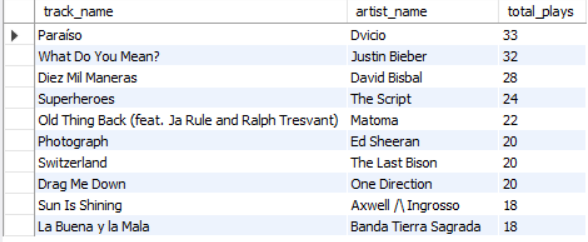 track_name artist_name total_plays
Paraíso Dvicio 33
What Do You Mean? Justin Bieber 32
Diez Mil Maneras David Bisbal 28
Superheroes The Script 24
Old Thing Back (feat. Ja Rule and Ralph Tresvant) Matoma 22
Photograph Ed Sheeran 20
Switzerland The Last Bison 20
Drag Me Down One Direction 20
Sun Is Shining Axwell /\ Ingrosso 18
La Buena y la Mala Banda Tierra Sagrada 18